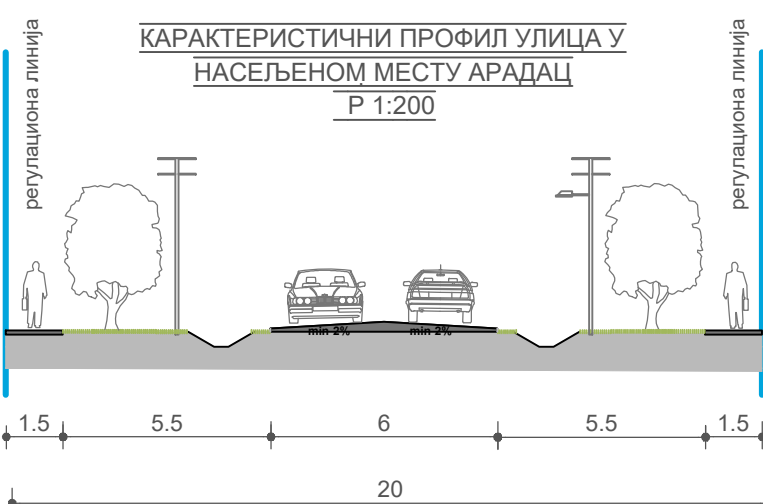 КАРАКТЕРИСТИЧНИ ПРОФИЛ УЛИЦА У
НАСЕЉЕНОМ МЕСТУ АРАДАЦ
Р 1:200
регулациона линија
регулациона линија
min 2%
min 2%
1.5
5.5
6
5.5
1.5
20